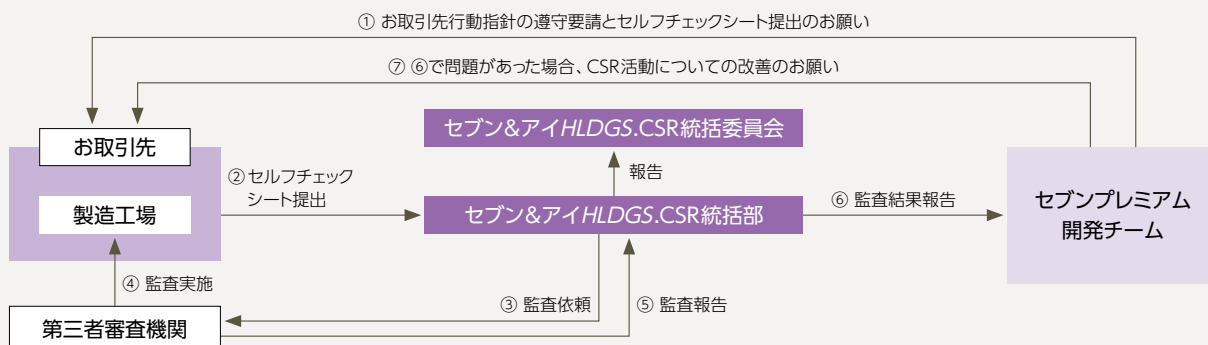 ① お取引先行動指針の遵守要請とセルフチェックシート提出のお願い
⑦ ⑥で問題があった場合、CSR活動についての改善のお願い
お取引先
製造工場
②セルフチェック
シート提出
セブン&アイHLDGS.CSR統括委員会
報告
セブン&アイHLDGS.CSR統括部
⑥ 監査結果報告
セブンプレミアム
開発チーム
④ 監査実施
③ 監査依頼
⑤ 監査報告
第三者審査機関